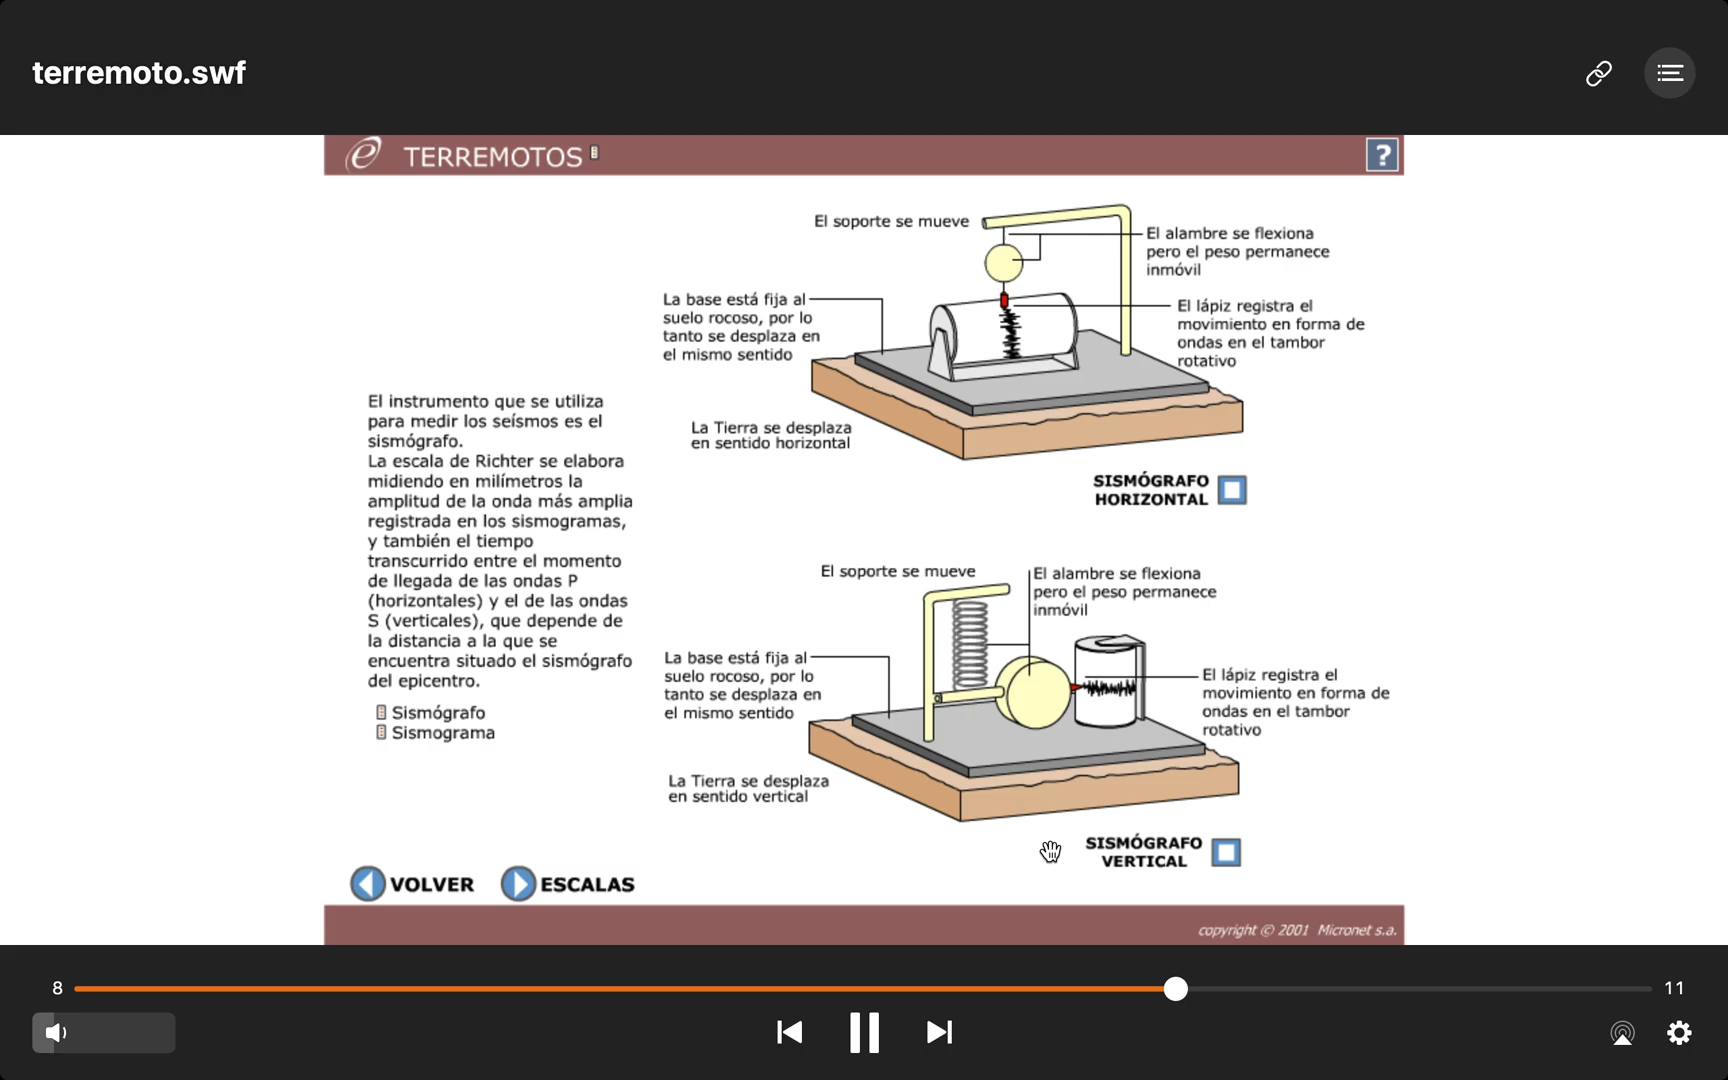 terremoto.swf
e TERREMOTOS
?
El soporte se mueve
El alambre se flexiona
pero el peso permanece
inmóvil
La base está fija al
suelo rocoso, por lo
tanto se desplaza en
el mismo sentido
El lápiz registra el
movimiento en forma de
ondas en el tambor
rotativo
La Tierra se desplaza
en sentido horizontal
SISMÓGRAFO
HORIZONTAL
El instrumento que se utiliza
para medir los seísmos es el
sismógrafo.
La escala de Richter se elabora
midiendo en milímetros la
amplitud de la onda más amplia
registrada en los sismogramas,
y también el tiempo
transcurrido entre el momento
de llegada de las ondas P
(horizontales) y el de las ondas
S (verticales), que depende de
la distancia a la que se
encuentra situado el sismógrafo
del epicentro.
Sismógrafo
Sismograma
El soporte se mueve
El alambre se flexiona
pero el peso permanece
inmóvil
La base está fija al
suelo rocoso, por lo
tanto se desplaza en
el mismo sentido
El lápiz registra el
movimiento en forma de
ondas en el tambor
rotativo
La Tierra se desplaza
en sentido vertical
SISMÓGRAFO
VERTICAL
VOLVER
ESCALAS
copyright © 2001 Micronet s.a.
8
11